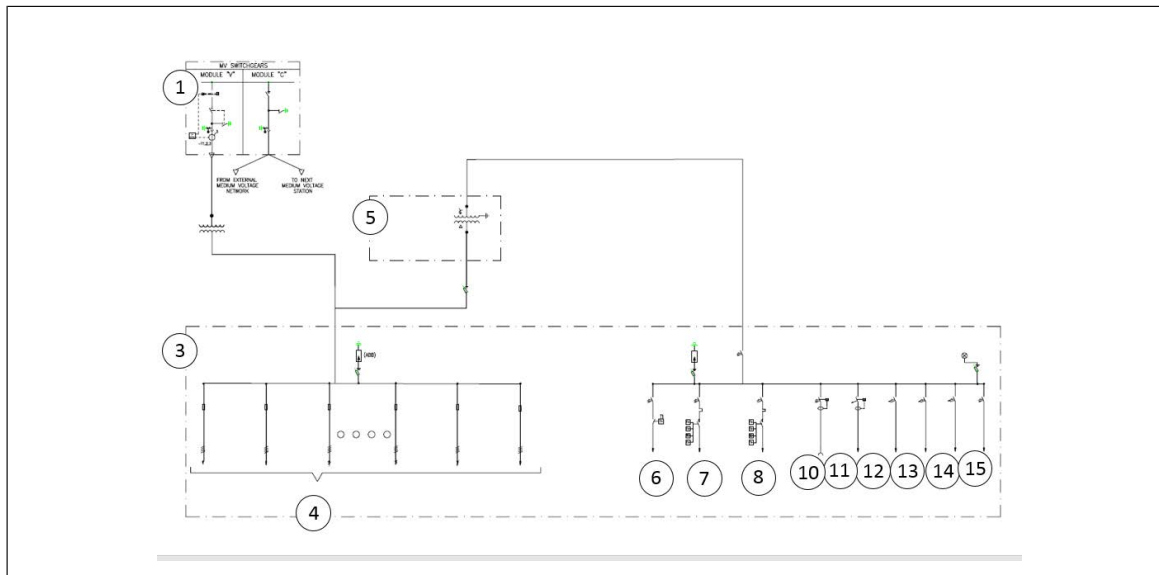 MV SWITCHGEARS
MODULE "V" MODULE "C"
1
FROM EXTERNAL
MEDIUM VOLTAGE
NETWORK
TO NEXT
MEDIUM VOLTAGE
STATION
5
3
(400)
6
7
8
10
11
12
13
14
15
4